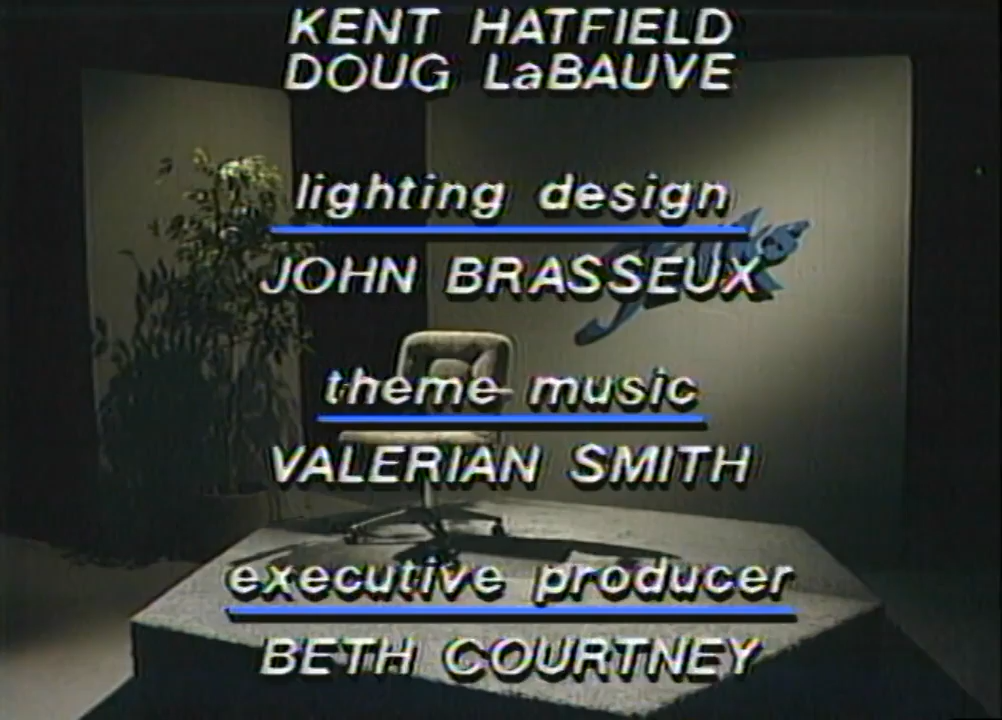 KENT HATFIELD
DOUG LaBAUVE
lighting design
JOHN BRASSEUX
theme music
VALERIAN SMITH
executive producer
BETH COURTNEY